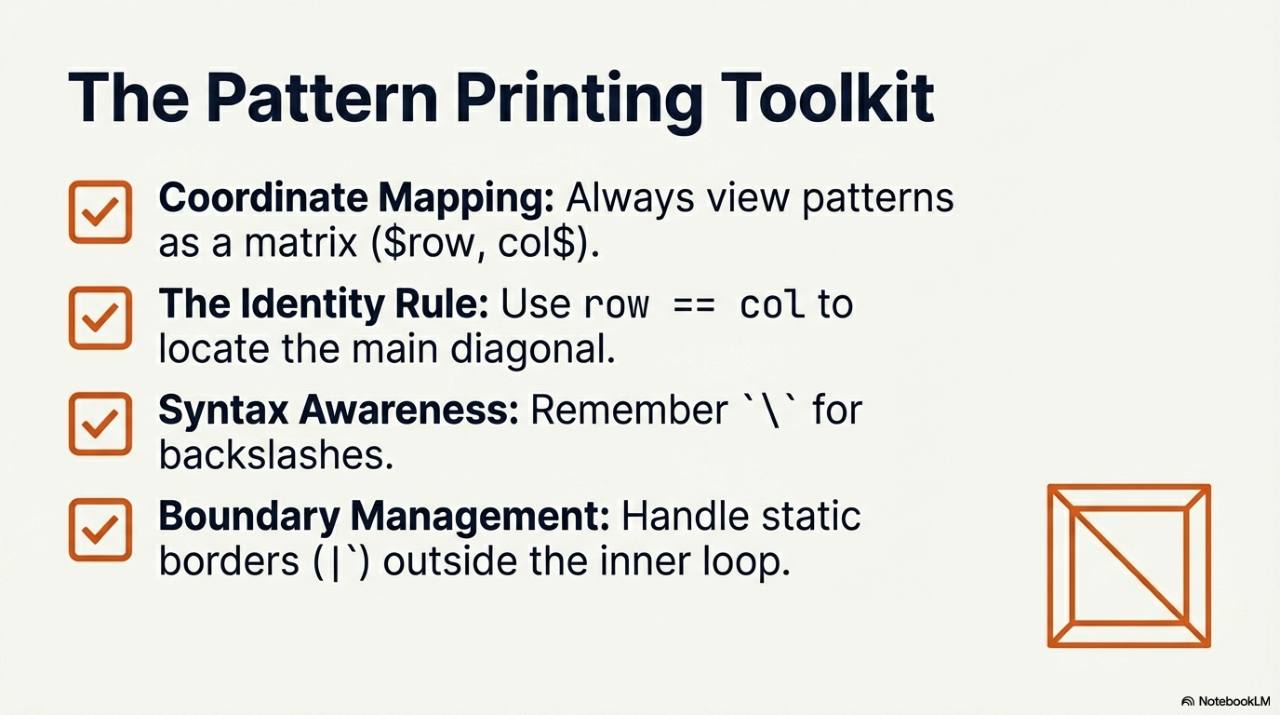 The Pattern Printing Toolkit
Coordinate Mapping: Always view patterns
as a matrix ($row, col$).
The Identity Rule: Use row == col to
locate the main diagonal.
Syntax Awareness: Remember `\` for
backslashes.
Boundary Management: Handle static
borders (|`) outside the inner loop.
NotebookLM